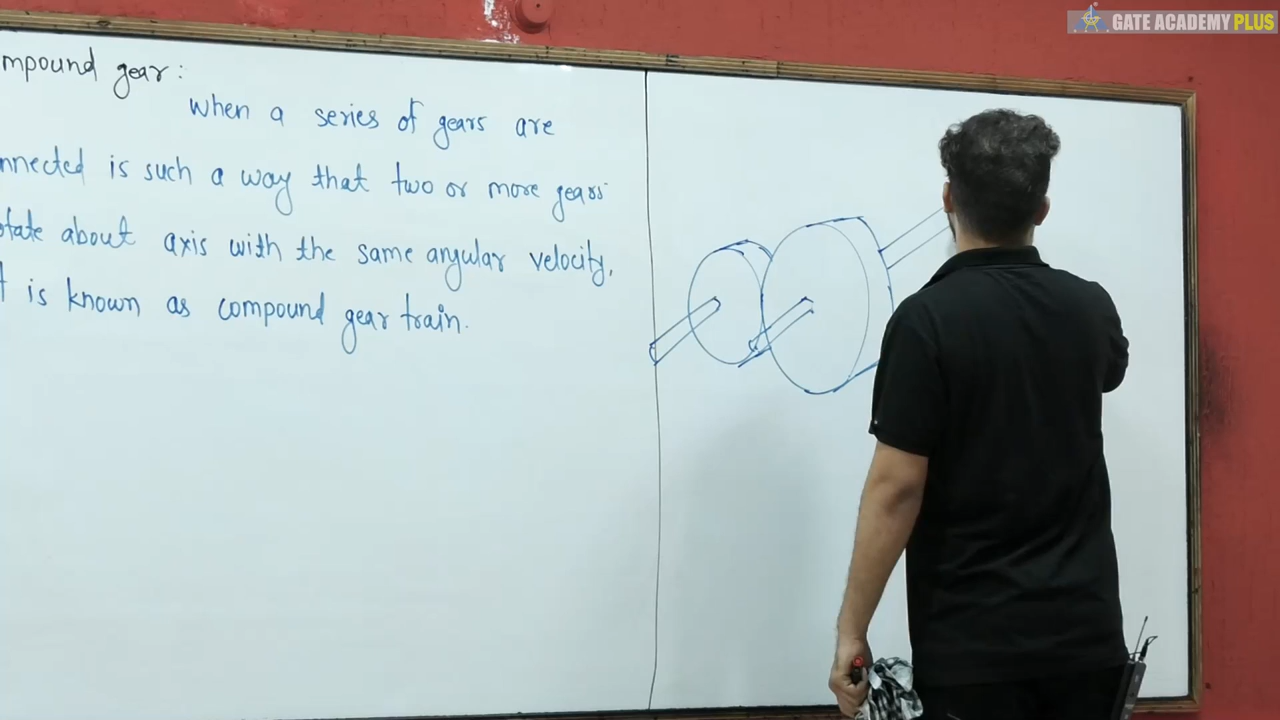 GATE ACADEMY PLUS
mpound gear:
when a series of gears are
nnected is such a way that two or more gears
otate about axis with the same angular velocity,
t is known as compound gear train.